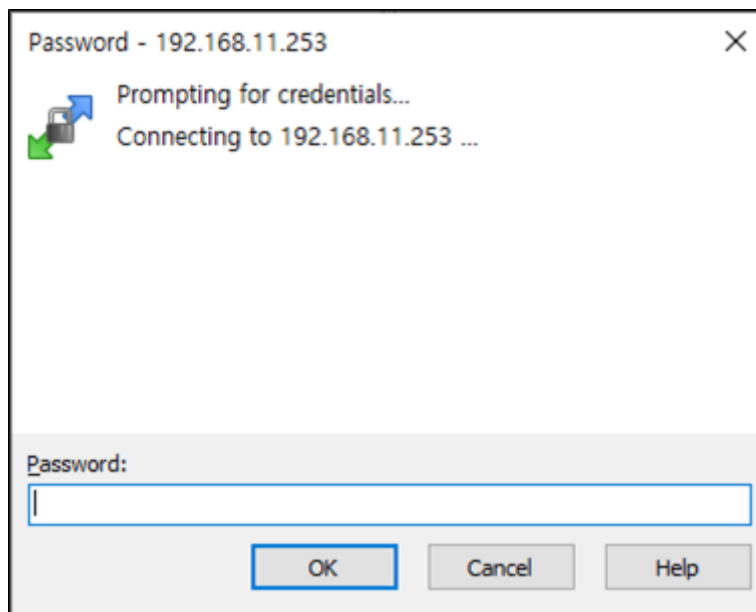 Password - 192.168.11.253
Prompting for credentials...
Connecting to 192.168.11.253 ...
Password:
OK
Cancel
Help